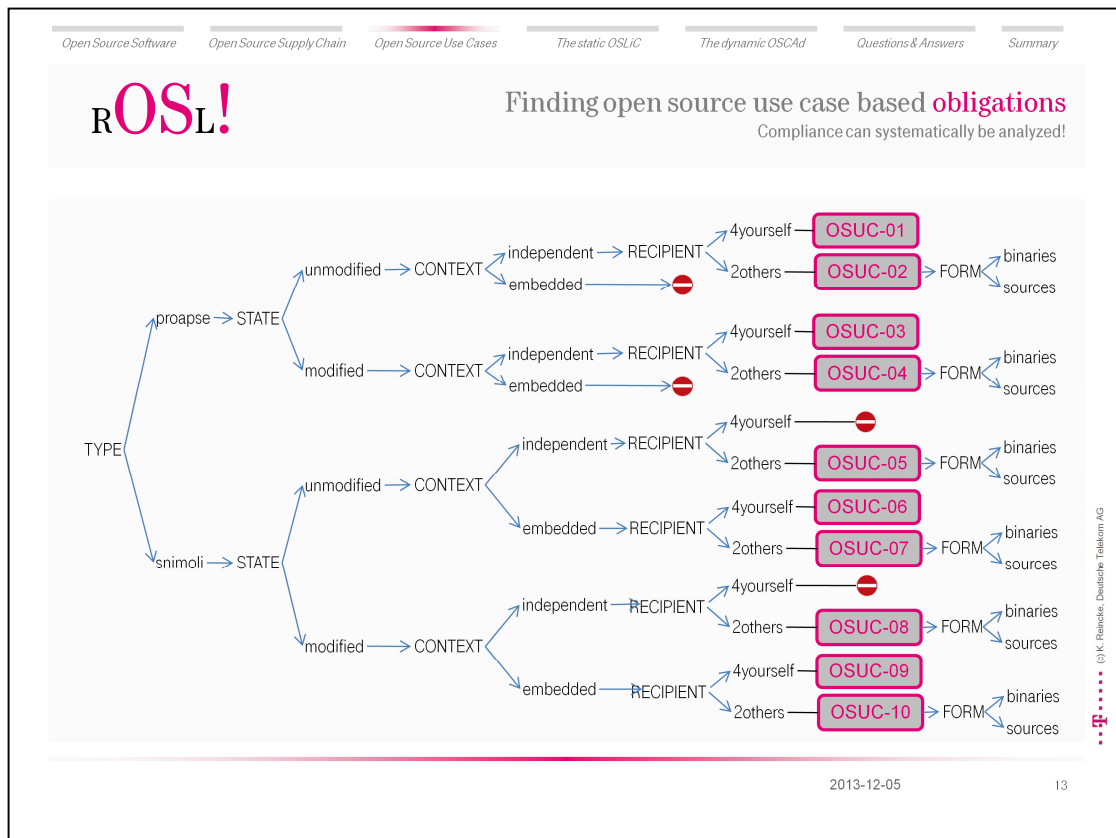 Open Source Software Open Source Supply Chain Open Source Use Cases The static OSLiC The dynamic OSCAd Questions & Answers Summary
ROSL!
Finding open source use case based obligations
Compliance can systematically be analyzed!
4yourself OSUC-01
independent RECIPIENT
binaries
unmodified CONTEXT
2others OSUC-02 FORM
embedded
sources
proapse STATE
4yourself OSUC-03
independent RECIPIENT
binaries
modified CONTEXT
2others OSUC-04 FORM
embedded
sources
4yourself
independent RECIPIENT
TYPE
binaries
2others OSUC-05 FORM
sources
unmodified CONTEXT
4yourself OSUC-06
embedded RECIPIENT
binaries
2others OSUC-07 FORM
snimoli STATE
sources
4yourself
independent RECIPIENT
binaries
2others OSUC-08 FORM
modified CONTEXT
sources
4yourself OSUC-09
embedded RECIPIENT
binaries
2others OSUC-10 FORM
sources
(c) K. Reincke, Deutsche Telekom AG
T
2013-12-05 13